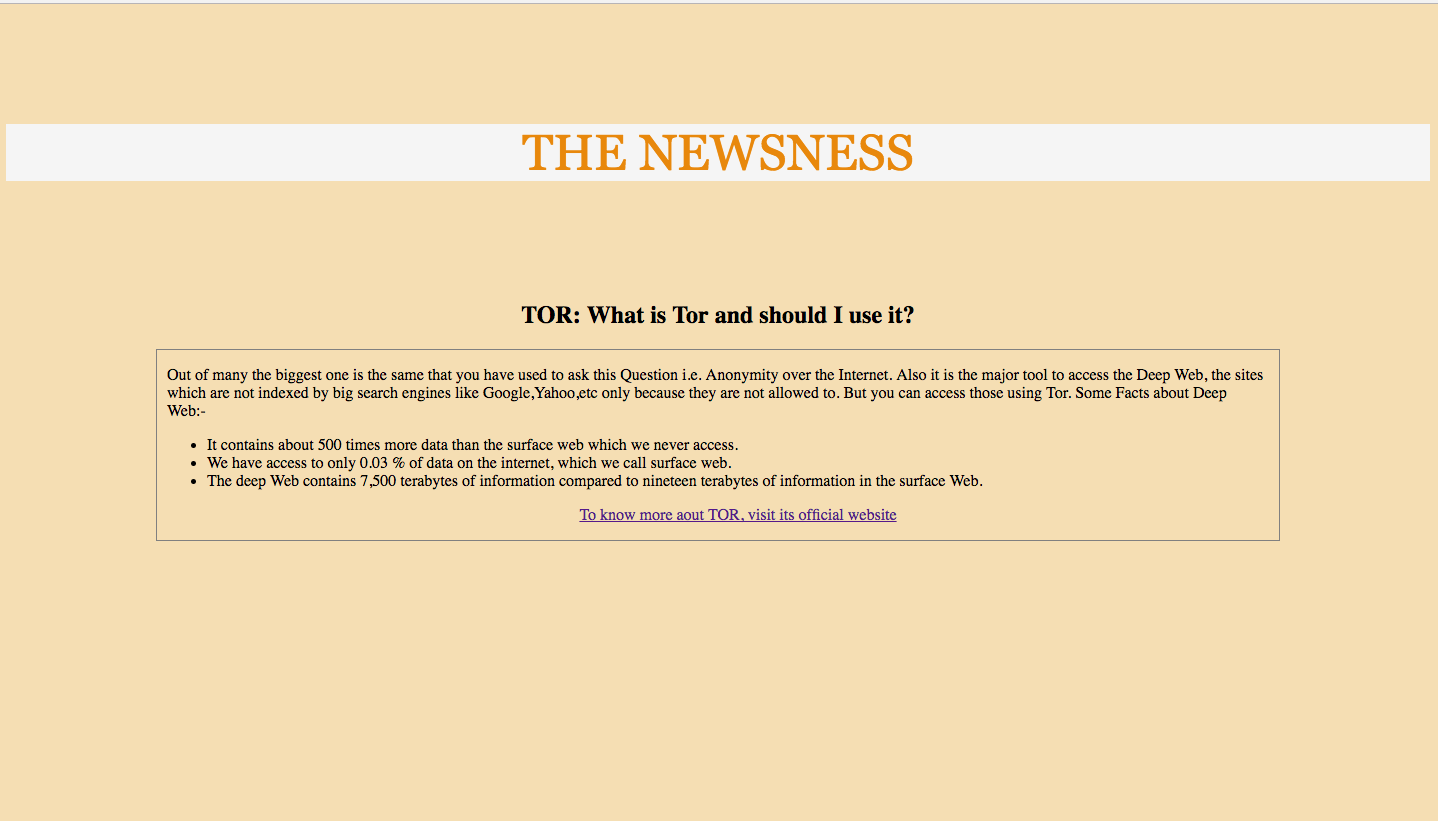 THE NEWSNESS
TOR: What is Tor and should I use it?
Out of many the biggest one is the same that you have used to ask this Question i.e. Anonymity over the Internet. Also it is the major tool to access the Deep Web, the sites
which are not indexed by big search engines like Google,Yahoo,etc only because they are not allowed to. But you can access those using Tor. Some Facts about Deep
Web:-
• It contains about 500 times more data than the surface web which we never access.
• We have access to only 0.03 % of data on the internet, which we call surface web.
• The deep Web contains 7,500 terabytes of information compared to nineteen terabytes of information in the surface Web.
To know more aout TOR, visit its official website